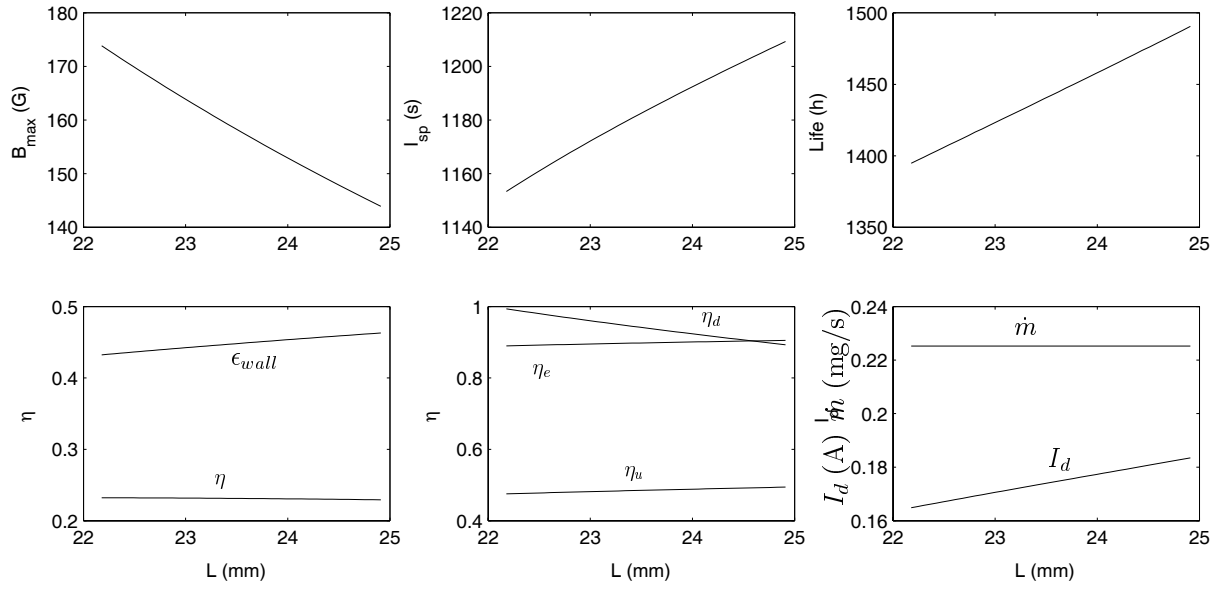 180
170
160
150
140
B_max (G)
22 23 24 25
1220
1200
1180
1160
1140
I_sp (s)
22 23 24 25
1500
1450
1400
1350
Life (h)
22 23 24 25
0.5
0.4
0.3
0.2
η
ϵ_wall
η
22 23 24 25
L (mm)
1
0.8
0.6
0.4
η
η_d
η_e
η_u
22 23 24 25
L (mm)
0.24
0.22
0.2
0.18
0.16
I_d (A) ṁ (mg/s)
ṁ
I_d
22 23 24 25
L (mm)